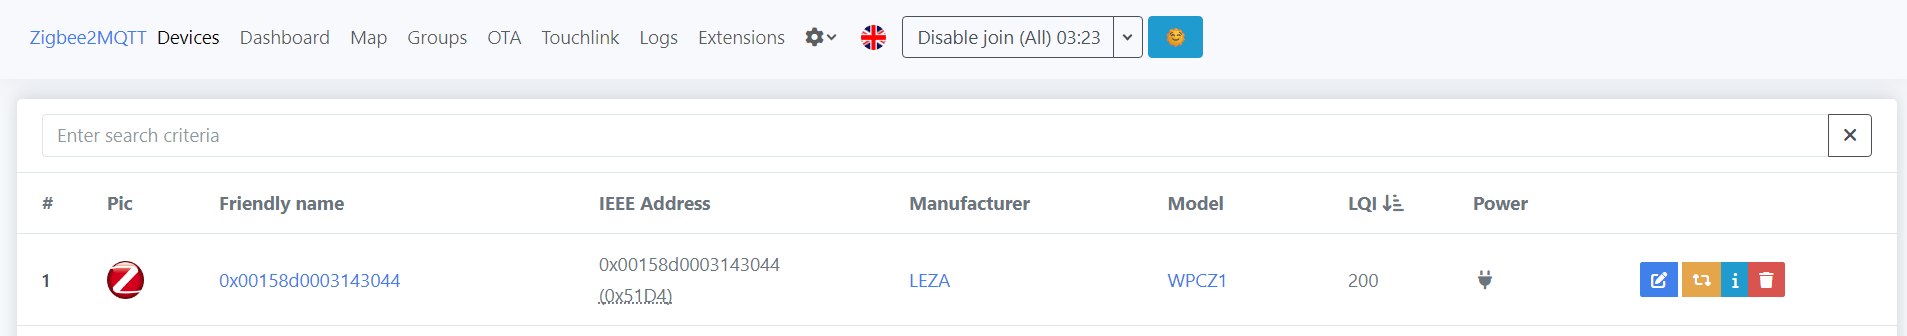 Zigbee2MQTT Devices Dashboard Map Groups OTA Touchlink Logs Extensions Disable join (All) 03:23
Enter search criteria
# Pic Friendly name IEEE Address Manufacturer Model LQI Power
1 Z 0x00158d0003143044 0x00158d0003143044 LEZA WPCZ1 200
(0x51D4)